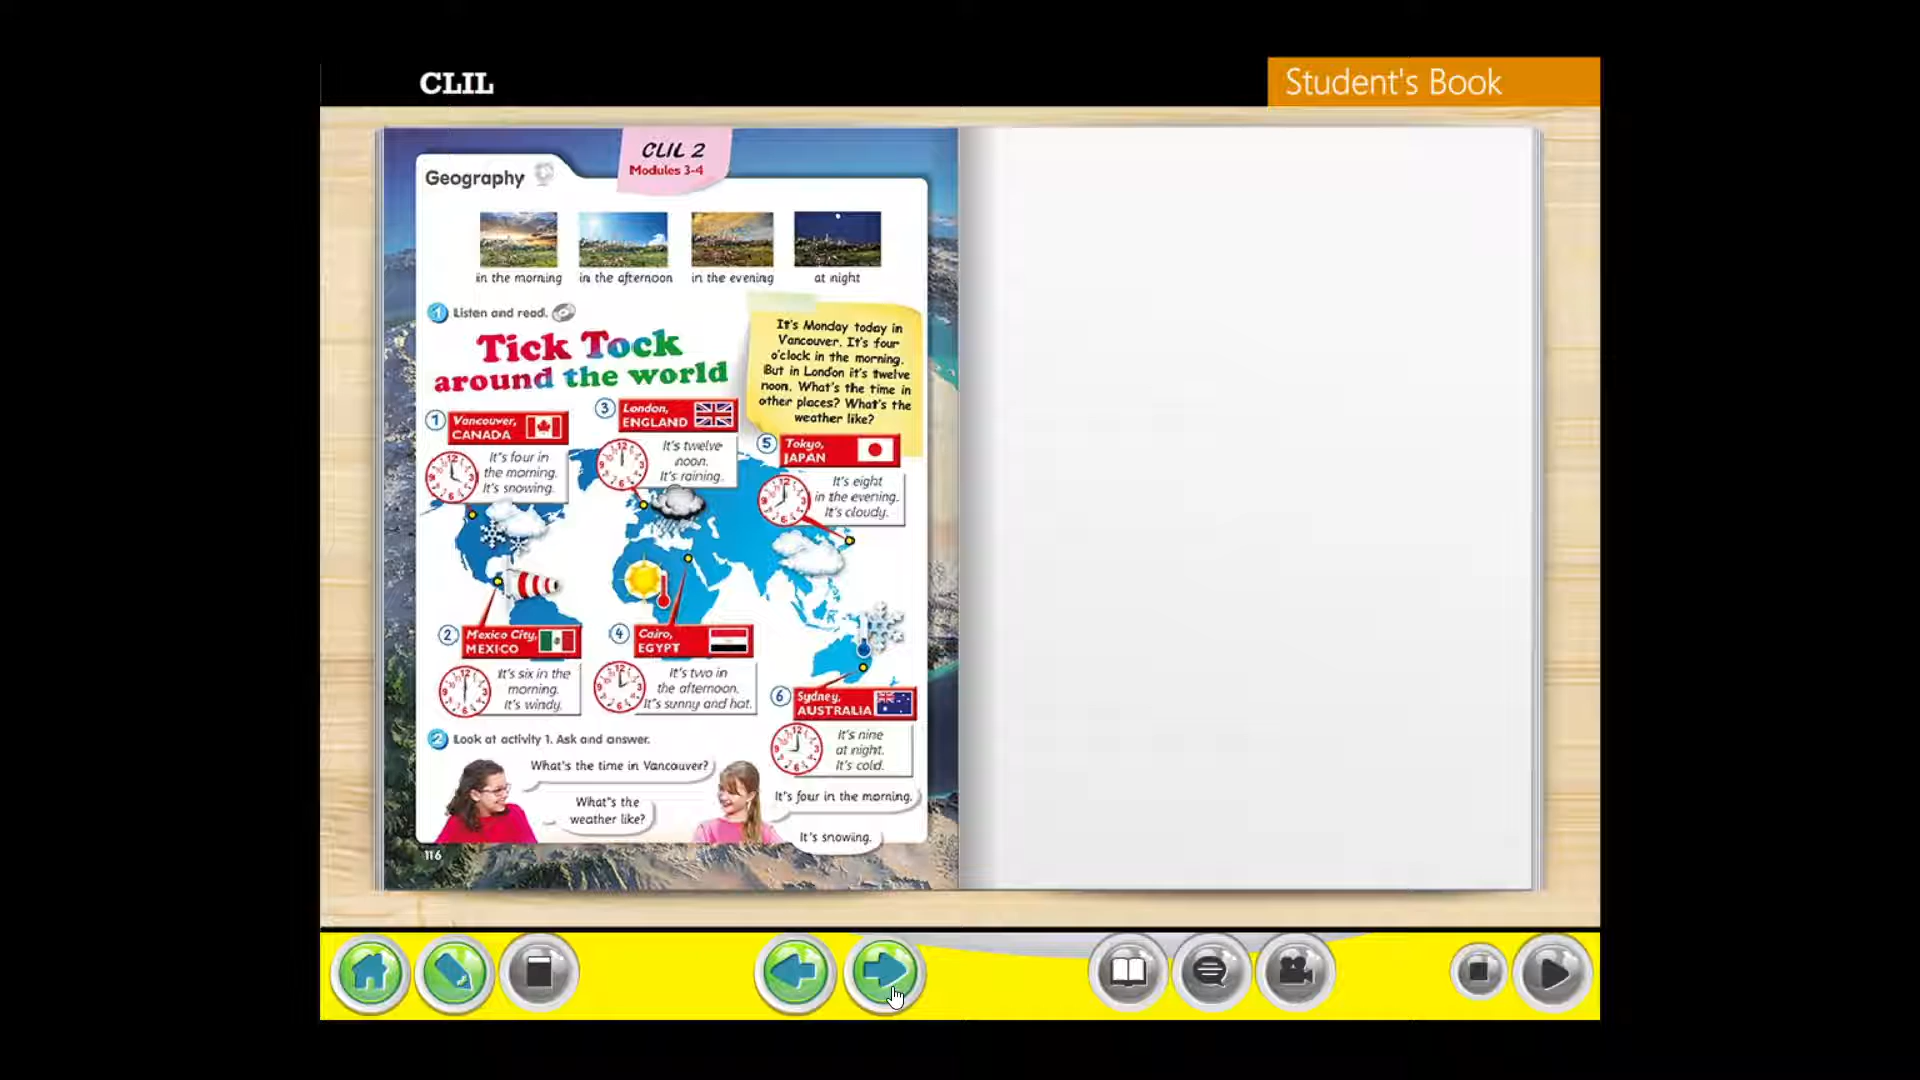 CLIL
Student's Book
CLIL 2
Modules 3-4
Geography
in the morning
in the afternoon
in the evening
at night
1 Listen and read.
Tick Tock
around the world
It's Monday today in
Vancouver. It's four
o'clock in the morning.
But in London it's twelve
noon. What's the time in
other places? What's the
weather like?
1
Vancouver,
CANADA
It's four in
the morning.
It's snowing.
3
London,
ENGLAND
It's twelve
noon.
It's raining.
5
Tokyo,
JAPAN
It's eight
in the evening.
It's cloudy.
2
Mexico City,
MEXICO
It's six in the
morning.
It's windy.
4
Cairo,
EGYPT
It's two in
the afternoon.
It's sunny and hot.
6
Sydney,
AUSTRALIA
It's nine
at night.
It's cold.
2 Look at activity 1. Ask and answer.
What's the time in Vancouver?
What's the
weather like?
It's four in the morning.
It's snowing.
116